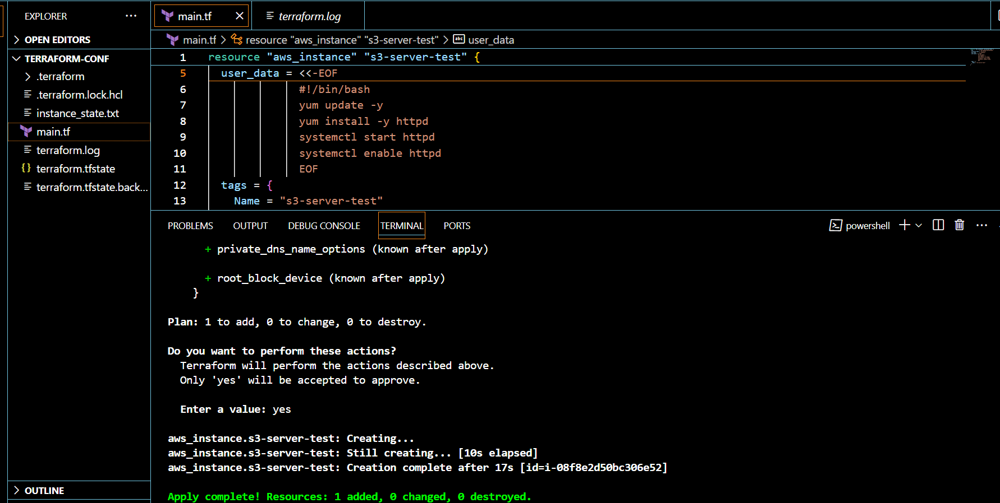 EXPLORER
OPEN EDITORS
TERRAFORM-CONF
.terraform
.terraform.lock.hcl
instance_state.txt
main.tf
terraform.log
terraform.tfstate
terraform.tfstate.back...
OUTLINE
main.tf
terraform.log
main.tf > resource "aws_instance" "s3-server-test" > abc user_data
1 resource "aws_instance" "s3-server-test" {
5 user_data = <<-EOF
6 #!/bin/bash
7 yum update -y
8 yum install -y httpd
9 systemctl start httpd
10 systemctl enable httpd
11 EOF
12 tags = {
13 Name = "s3-server-test"
PROBLEMS OUTPUT DEBUG CONSOLE TERMINAL PORTS powershell
+ private_dns_name_options (known after apply)
+ root_block_device (known after apply)
}
Plan: 1 to add, 0 to change, 0 to destroy.
Do you want to perform these actions?
Terraform will perform the actions described above.
Only 'yes' will be accepted to approve.
Enter a value: yes
aws_instance.s3-server-test: Creating...
aws_instance.s3-server-test: Still creating... [10s elapsed]
aws_instance.s3-server-test: Creation complete after 17s [id=i-08f8e2d50bc306e52]
Apply complete! Resources: 1 added, 0 changed, 0 destroyed.